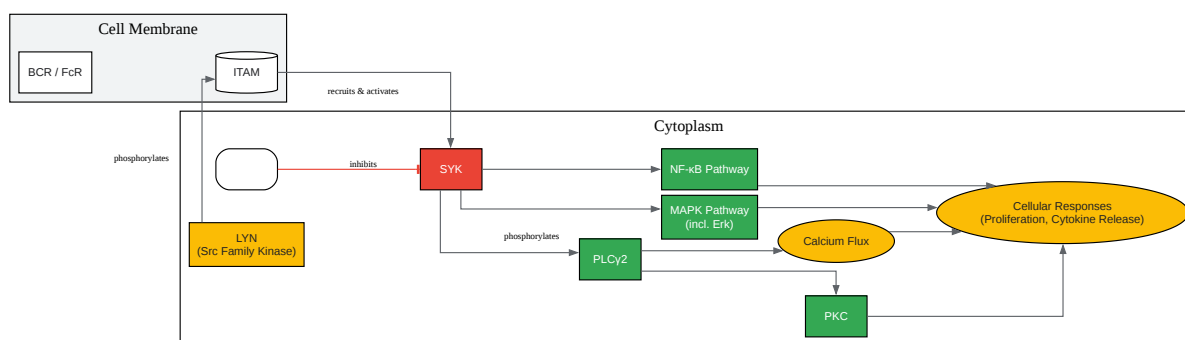 Cell Membrane
BCR / FcR
ITAM
recruits & activates
Cytoplasm
phosphorylates
inhibits
SYK
NF-κB Pathway
MAPK Pathway
(incl. Erk)
Cellular Responses
(Proliferation, Cytokine Release)
LYN
(Src Family Kinase)
phosphorylates
Calcium Flux
PLCγ2
PKC